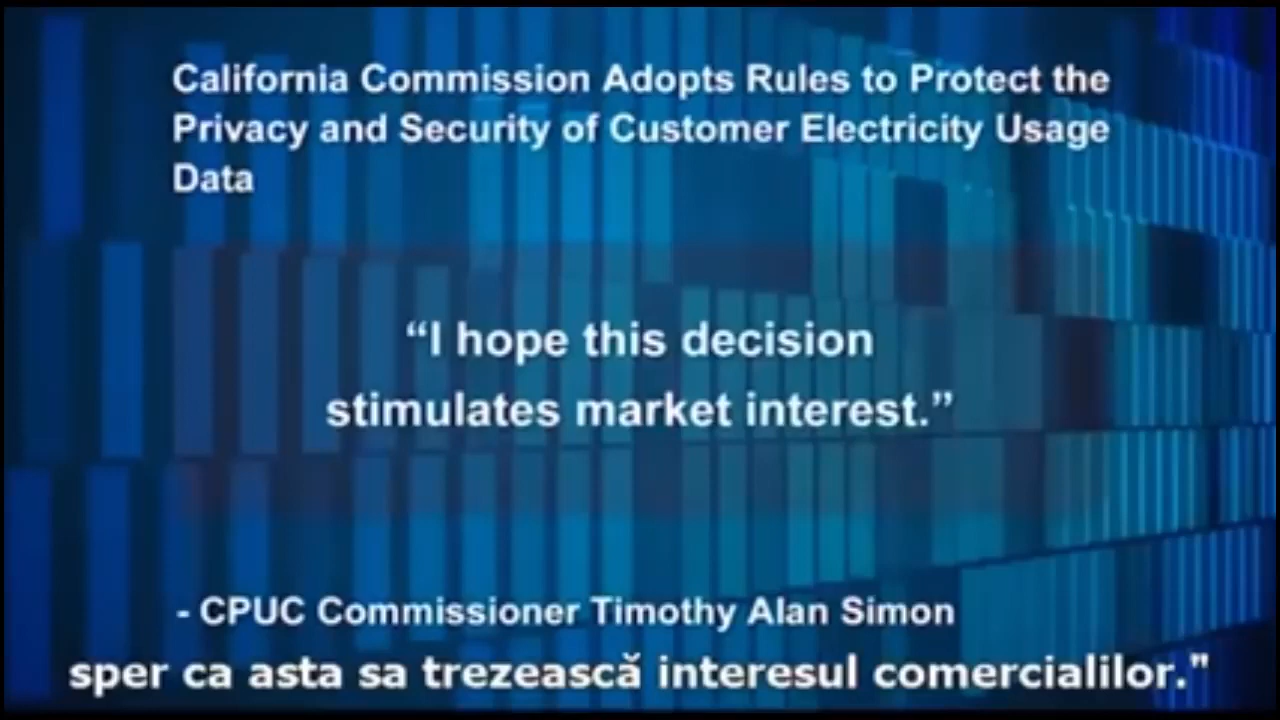 California Commission Adopts Rules to Protect the
Privacy and Security of Customer Electricity Usage
Data
“I hope this decision
stimulates market interest.”
- CPUC Commissioner Timothy Alan Simon
sper ca asta sa trezească interesul comercialilor."